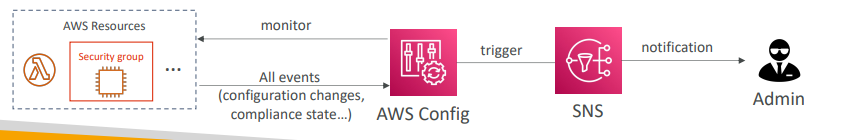 AWS Resources
Security group
...
monitor
All events
(configuration changes,
compliance state...)
AWS Config
trigger
SNS
notification
Admin